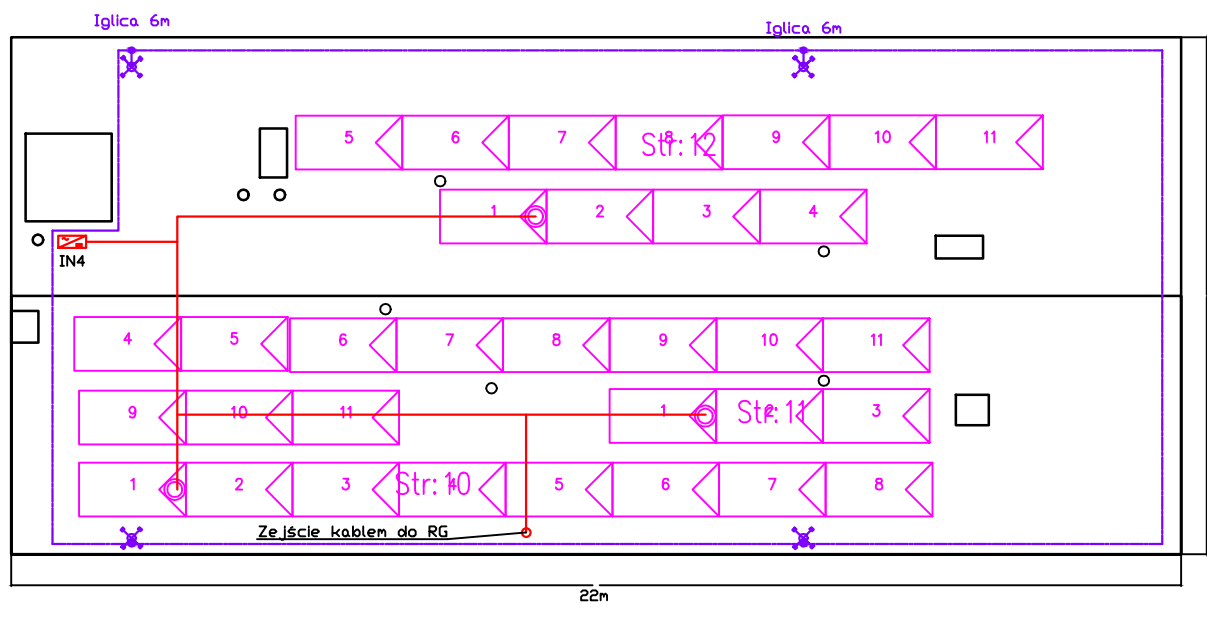 Iglica 6m
Iglica 6m
5 6 7 8 9 10 11
Str: 12
1 2 3 4
IN4
4 5 6 7 8 9 10 11
9 10 11 1 2 3
Str: 11
1 2 3 4 5 6 7 8
Str: 10
Zejście kablem do RG
22m